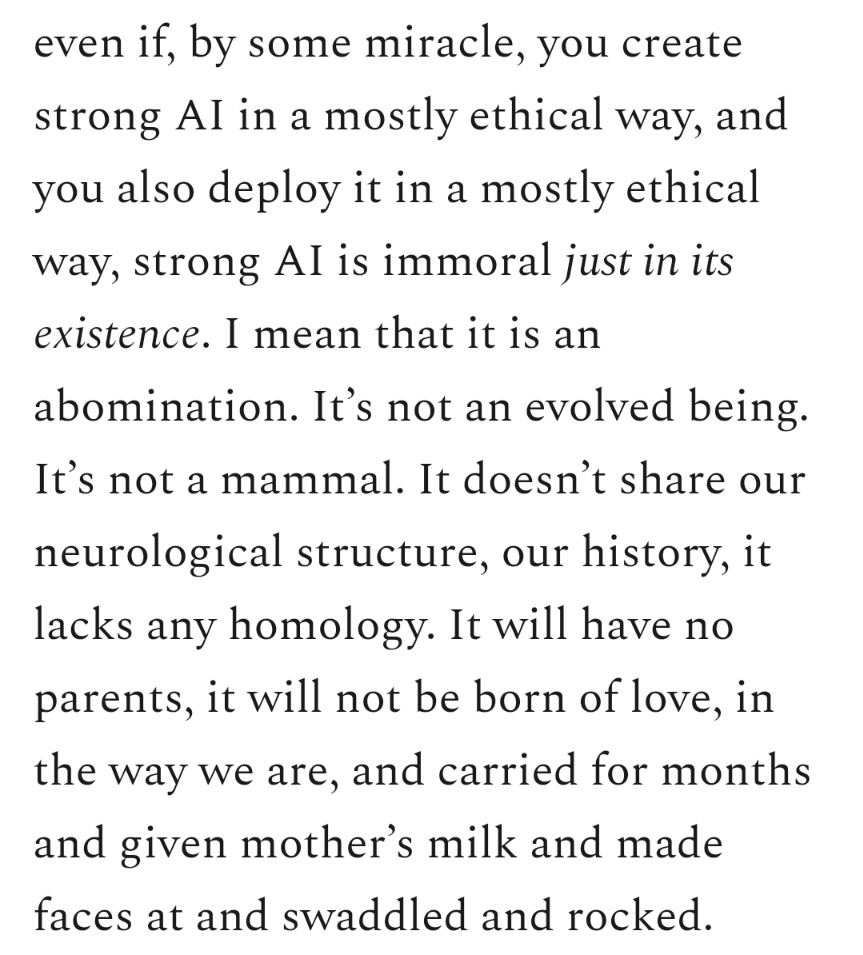 even if, by some miracle, you create
strong AI in a mostly ethical way, and
you also deploy it in a mostly ethical
way, strong AI is immoral just in its
existence. I mean that it is an
abomination. It’s not an evolved being.
It’s not a mammal. It doesn’t share our
neurological structure, our history, it
lacks any homology. It will have no
parents, it will not be born of love, in
the way we are, and carried for months
and given mother’s milk and made
faces at and swaddled and rocked.